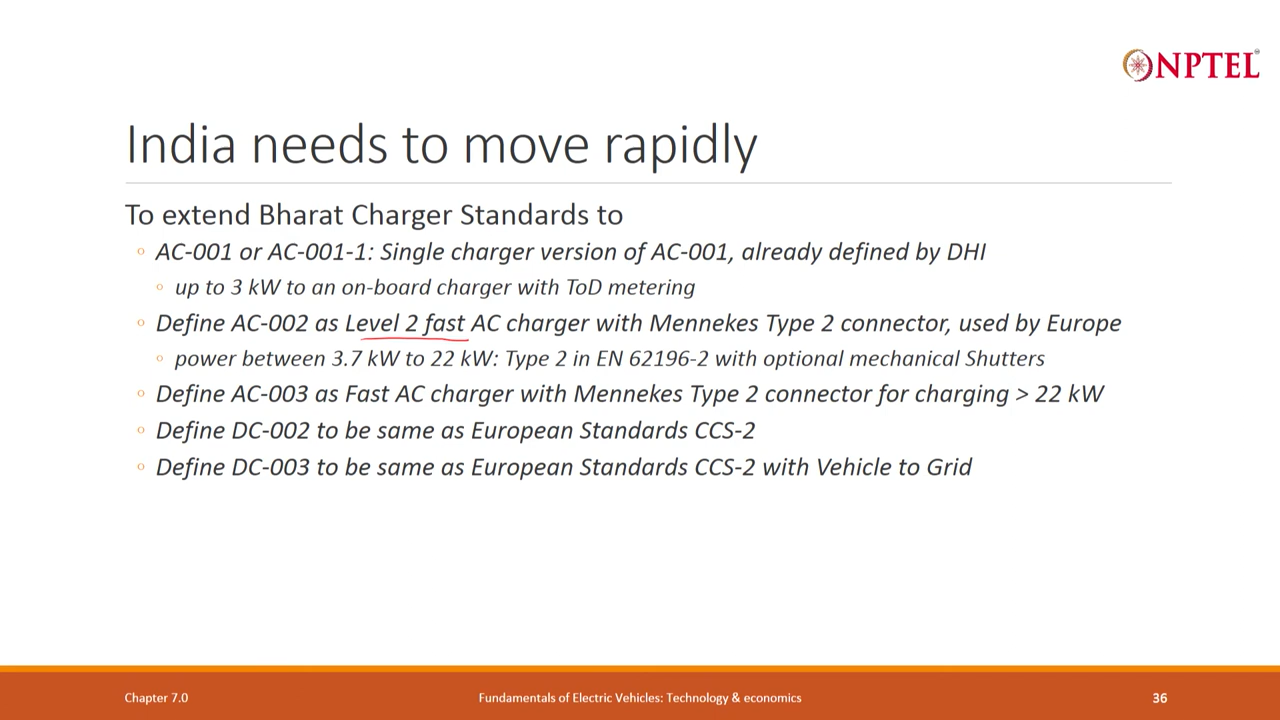 NPTEL
India needs to move rapidly
To extend Bharat Charger Standards to
AC-001 or AC-001-1: Single charger version of AC-001, already defined by DHI
up to 3 kW to an on-board charger with ToD metering
Define AC-002 as Level 2 fast AC charger with Mennekes Type 2 connector, used by Europe
power between 3.7 kW to 22 kW: Type 2 in EN 62196-2 with optional mechanical Shutters
Define AC-003 as Fast AC charger with Mennekes Type 2 connector for charging > 22 kW
Define DC-002 to be same as European Standards CCS-2
Define DC-003 to be same as European Standards CCS-2 with Vehicle to Grid
Chapter 7.0
Fundamentals of Electric Vehicles: Technology & economics
36